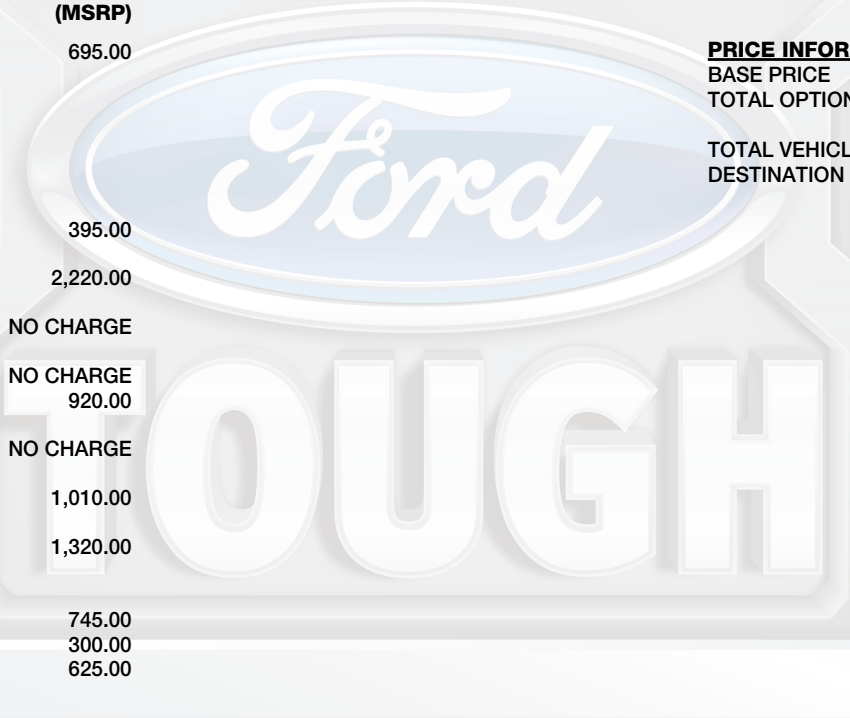 (MSRP)
695.00
395.00
2,220.00
NO CHARGE
NO CHARGE
920.00
NO CHARGE
1,010.00
1,320.00
745.00
300.00
625.00
PRICE INFOR
BASE PRICE
TOTAL OPTION
TOTAL VEHICL
DESTINATION
Ford
TOUGH